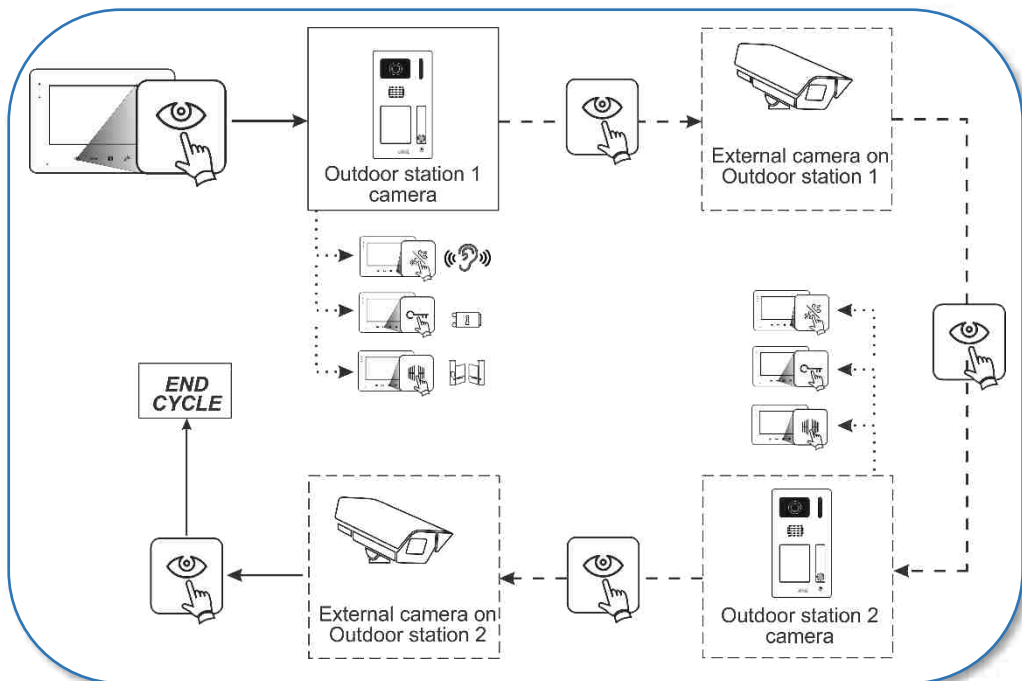 Outdoor station 1
camera
External camera on
Outdoor station 1
END
CYCLE
External camera on
Outdoor station 2
Outdoor station 2
camera